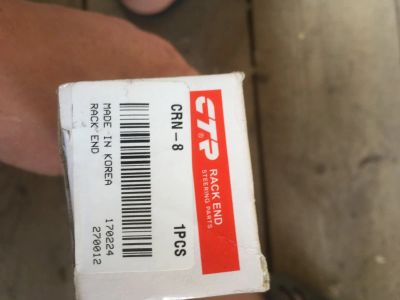 CTR®
RACK END
STEERING PARTS
CRN-8 1PCS
MADE IN KOREA 170224
RACK END 270012